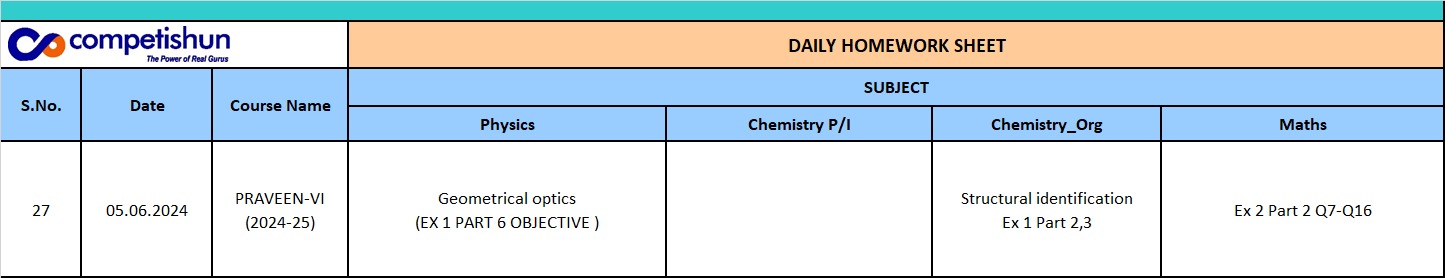 competishun
The Power of Real Gurus
DAILY HOMEWORK SHEET
S.No.
Date
Course Name
SUBJECT
Physics
Chemistry P/I
Chemistry_Org
Maths
27
05.06.2024
PRAVEEN-VI
(2024-25)
Geometrical optics
(EX 1 PART 6 OBJECTIVE )
Structural identification
Ex 1 Part 2,3
Ex 2 Part 2 Q7-Q16